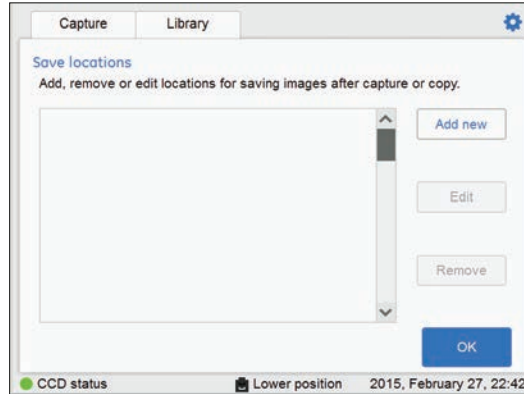 Capture Library
Save locations
Add, remove or edit locations for saving images after capture or copy.
Add new
Edit
Remove
OK
CCD status Lower position 2015, February 27, 22:42